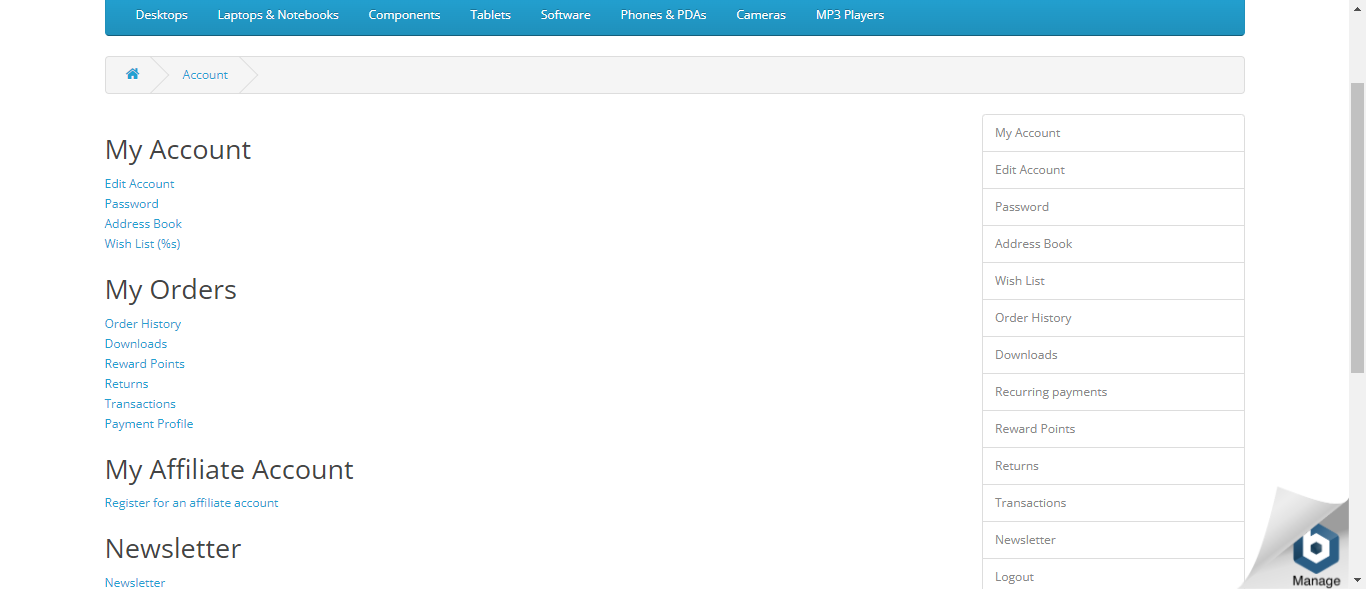 Desktops Laptops & Notebooks Components Tablets Software Phones & PDAs Cameras MP3 Players
Account
My Account
Edit Account
Password
Address Book
Wish List (%s)
My Orders
Order History
Downloads
Reward Points
Returns
Transactions
Payment Profile
My Affiliate Account
Register for an affiliate account
Newsletter
Newsletter
My Account
Edit Account
Password
Address Book
Wish List
Order History
Downloads
Recurring payments
Reward Points
Returns
Transactions
Newsletter
Logout
b
Manage